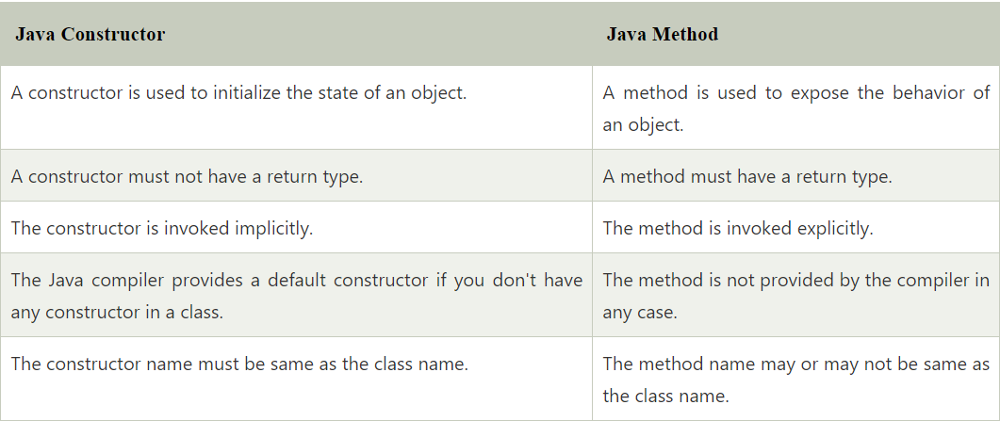 Java Constructor
Java Method
A constructor is used to initialize the state of an object.
A method is used to expose the behavior of
an object.
A constructor must not have a return type.
A method must have a return type.
The constructor is invoked implicitly.
The method is invoked explicitly.
The Java compiler provides a default constructor if you don't have
any constructor in a class.
The method is not provided by the compiler in
any case.
The constructor name must be same as the class name.
The method name may or may not be same as
the class name.